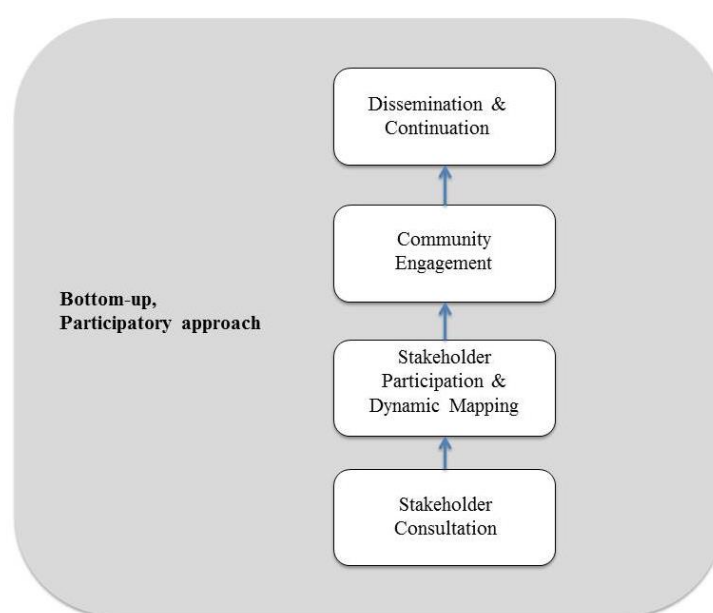 Dissemination &
Continuation
Community
Engagement
Bottom-up,
Participatory approach
Stakeholder
Participation &
Dynamic Mapping
Stakeholder
Consultation